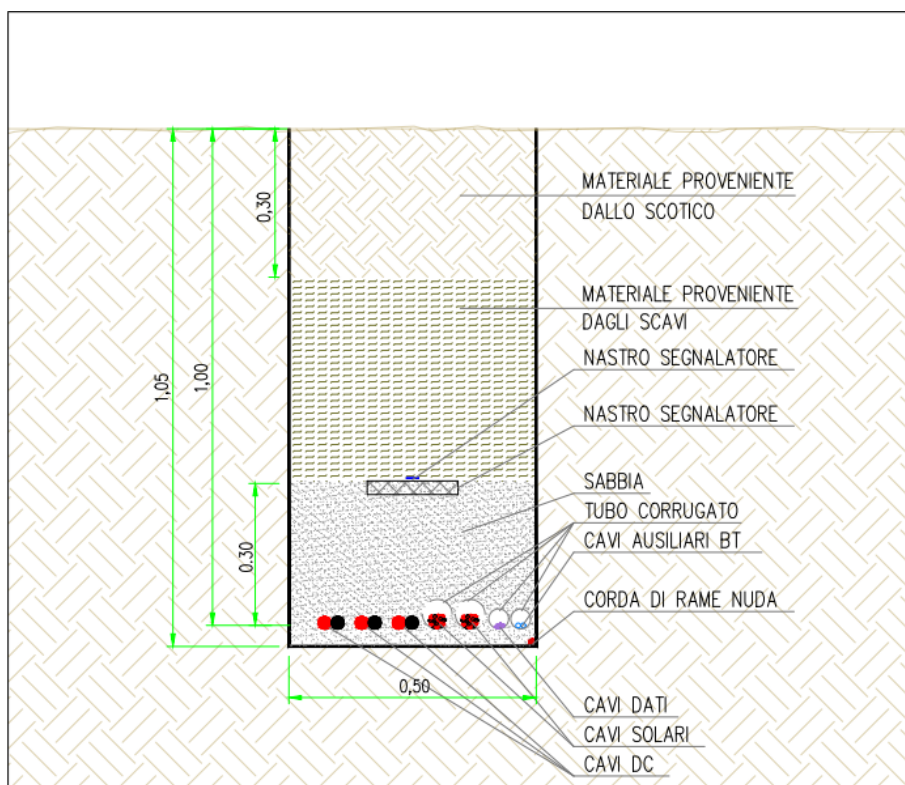 0,30
1,05
1,00
0.30
0,50
MATERIALE PROVENIENTE
DALLO SCOTICO
MATERIALE PROVENIENTE
DAGLI SCAVI
NASTRO SEGNALATORE
NASTRO SEGNALATORE
SABBIA
TUBO CORRUGATO
CAVI AUSILIARI BT
CORDA DI RAME NUDA
CAVI DATI
CAVI SOLARI
CAVI DC